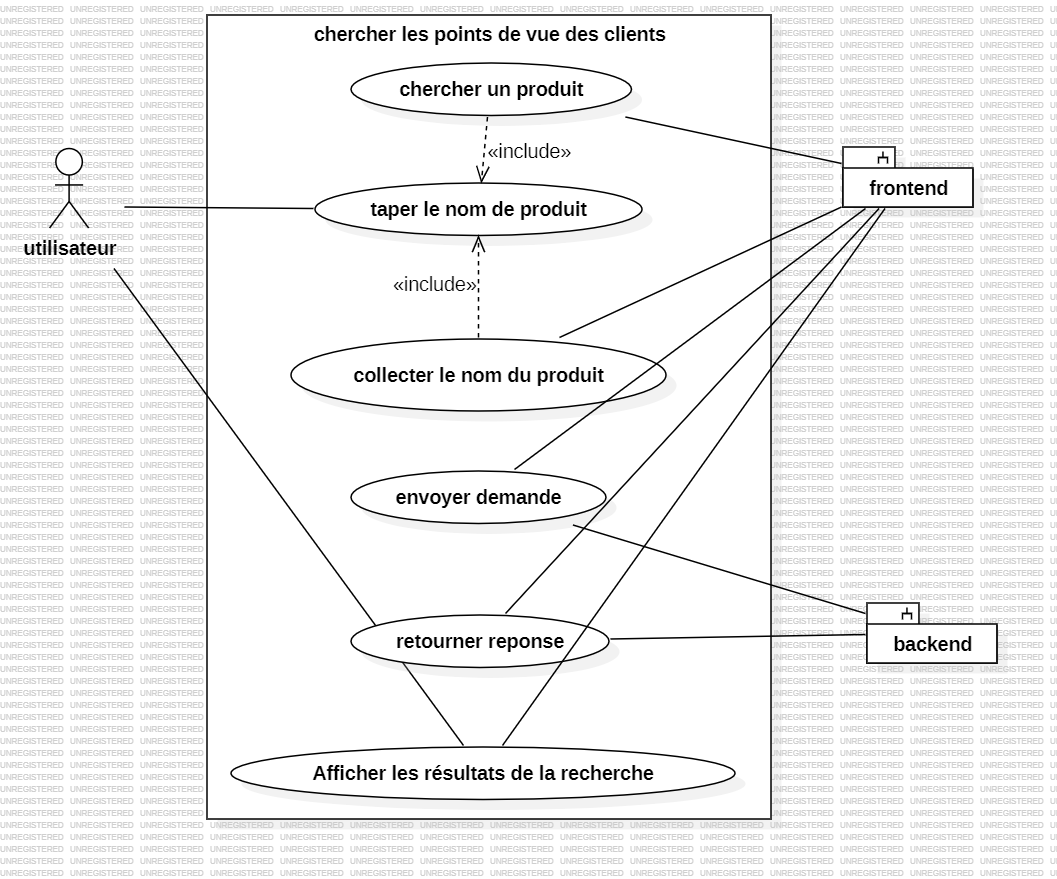 chercher les points de vue des clients
chercher un produit
«include»
frontend
taper le nom de produit
utilisateur
«include»
collecter le nom du produit
envoyer demande
retourner reponse
backend
Afficher les résultats de la recherche
UNREGISTERED